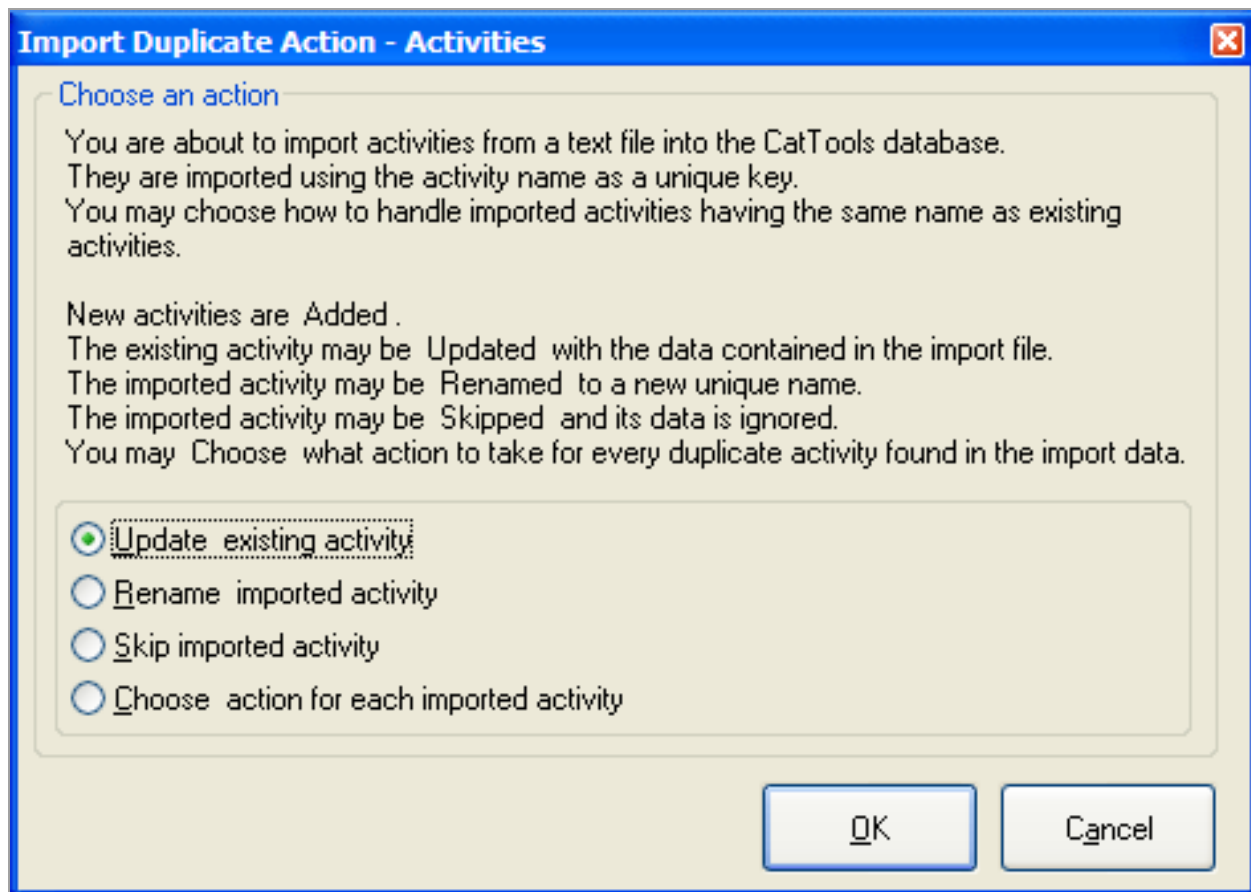 Import Duplicate Action - Activities
Choose an action
You are about to import activities from a text file into the CatTools database.
They are imported using the activity name as a unique key.
You may choose how to handle imported activities having the same name as existing
activities.
New activities are  Added .
The existing activity may be  Updated  with the data contained in the import file.
The imported activity may be  Renamed  to a new unique name.
The imported activity may be  Skipped  and its data is ignored.
You may  Choose  what action to take for every duplicate activity found in the import data.
Update  existing activity
Rename  imported activity
Skip imported activity
Choose  action for each imported activity
OK
Cancel